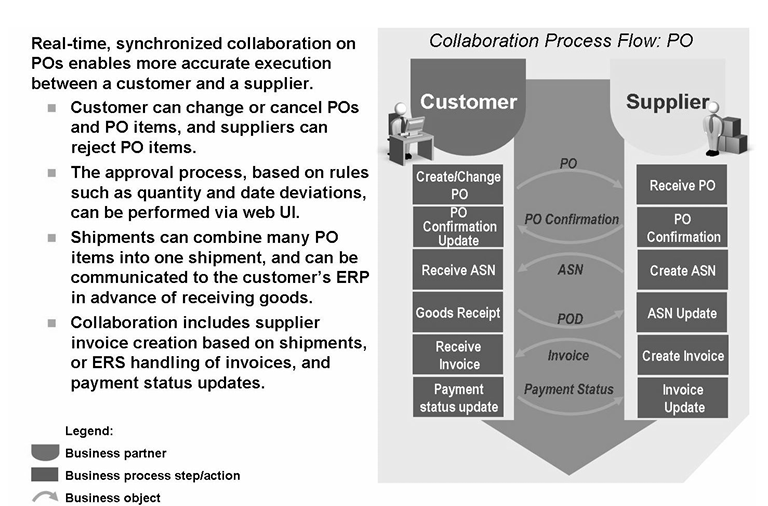 Real-time, synchronized collaboration on
POs enables more accurate execution
between a customer and a supplier.
Customer can change or cancel POs
and PO items, and suppliers can
reject PO items.
The approval process, based on rules
such as quantity and date deviations,
can be performed via web UI.
Shipments can combine many PO
items into one shipment, and can be
communicated to the customer's ERP
in advance of receiving goods.
Collaboration includes supplier
invoice creation based on shipments,
or ERS handling of invoices, and
payment status updates.
Legend:
Business partner
Business process step/action
Business object
Collaboration Process Flow: PO
Customer
Supplier
Create/Change
PO
PO
Receive PO
PO
Confirmation
Update
PO Confirmation
PO
Confirmation
Receive ASN
ASN
Create ASN
Goods Receipt
POD
ASN Update
Receive
Invoice
Invoice
Create Invoice
Payment
status update
Payment Status
Invoice
Update